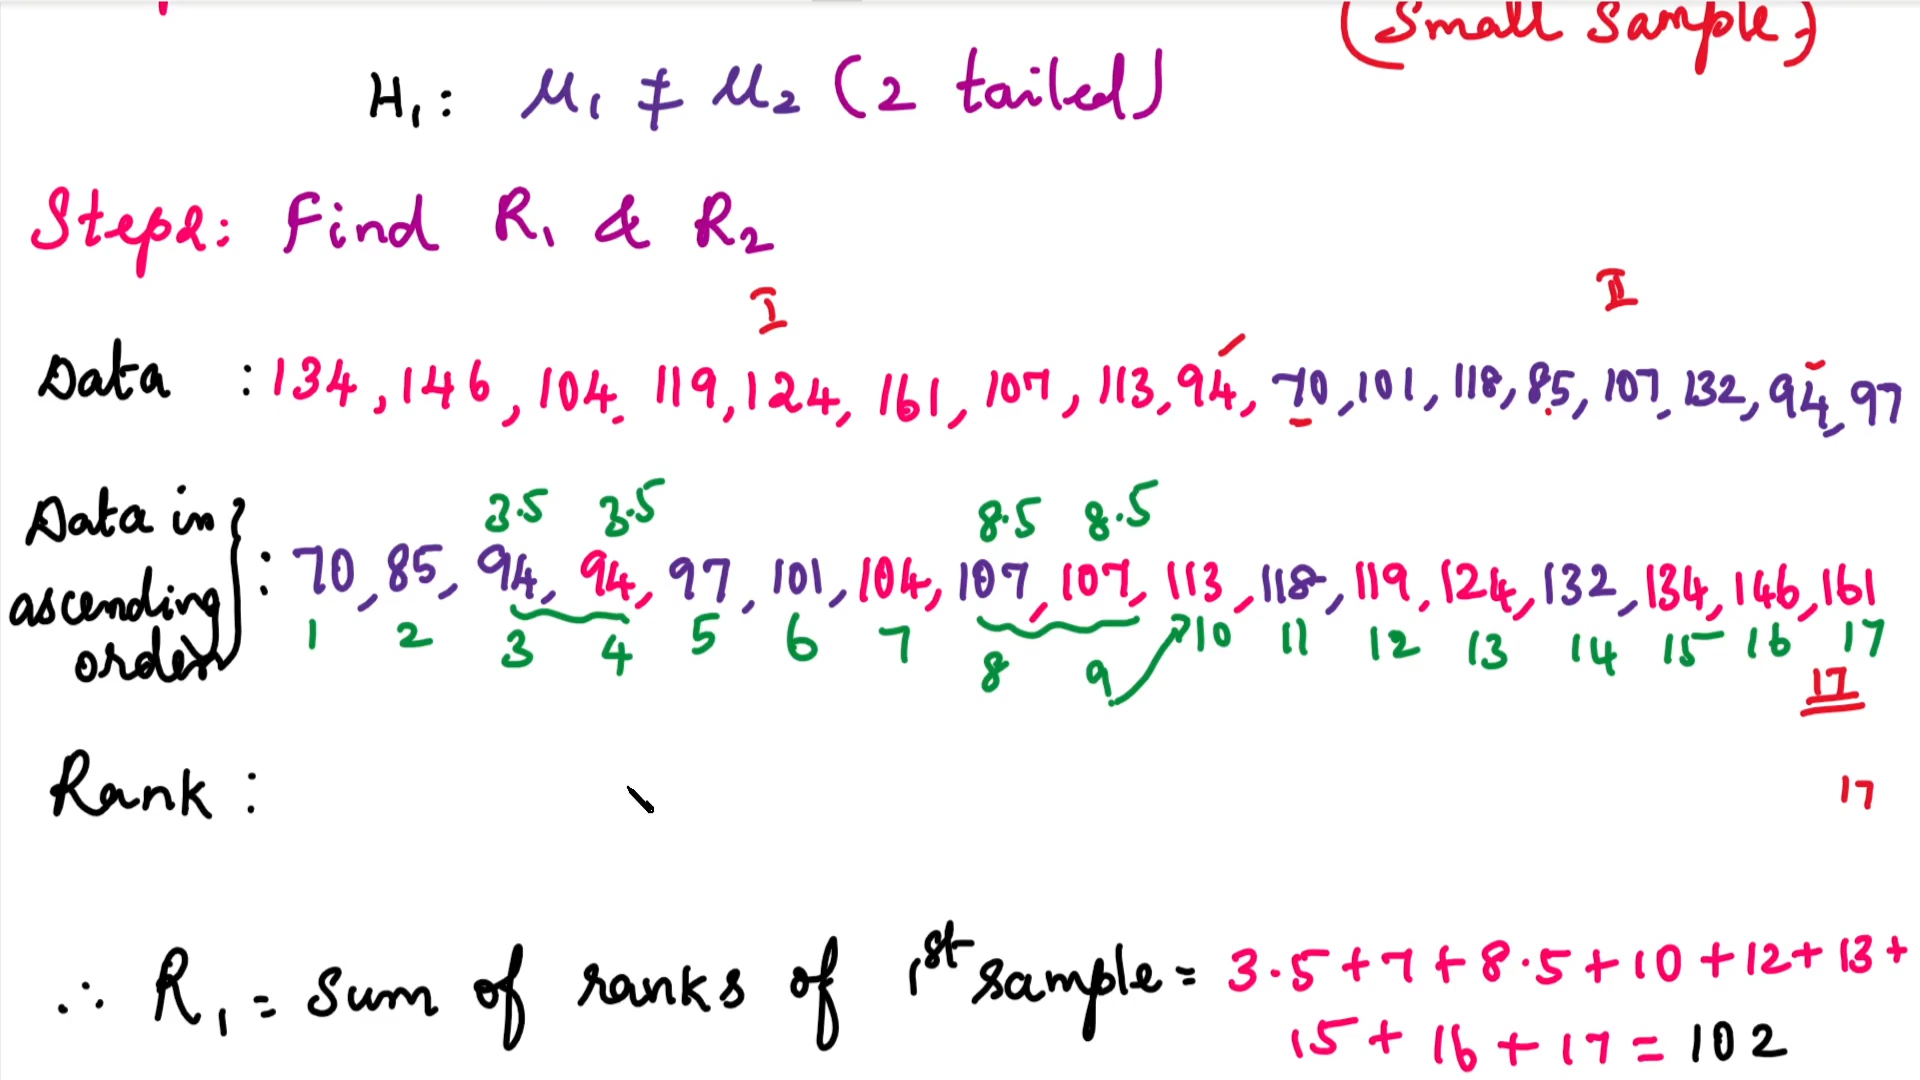 (Small Sample)
H₁: μ₁ ≠ μ₂ (2 tailed)
Step2: Find R₁ & R₂
I II
Data : 134, 146, 104, 119, 124, 161, 107, 113, 94, 70, 101, 118, 85, 107, 132, 94, 97
3.5 3.5 8.5 8.5
Data in ascending order } : 70, 85, 94, 94, 97, 101, 104, 107, 107, 113, 118, 119, 124, 132, 134, 146, 161
1 2 3 4 5 6 7 8 9 10 11 12 13 14 15 16 17
17
Rank : 17
∴ R₁ = Sum of ranks of 1st sample = 3.5 + 7 + 8.5 + 10 + 12 + 13 +
15 + 16 + 17 = 102